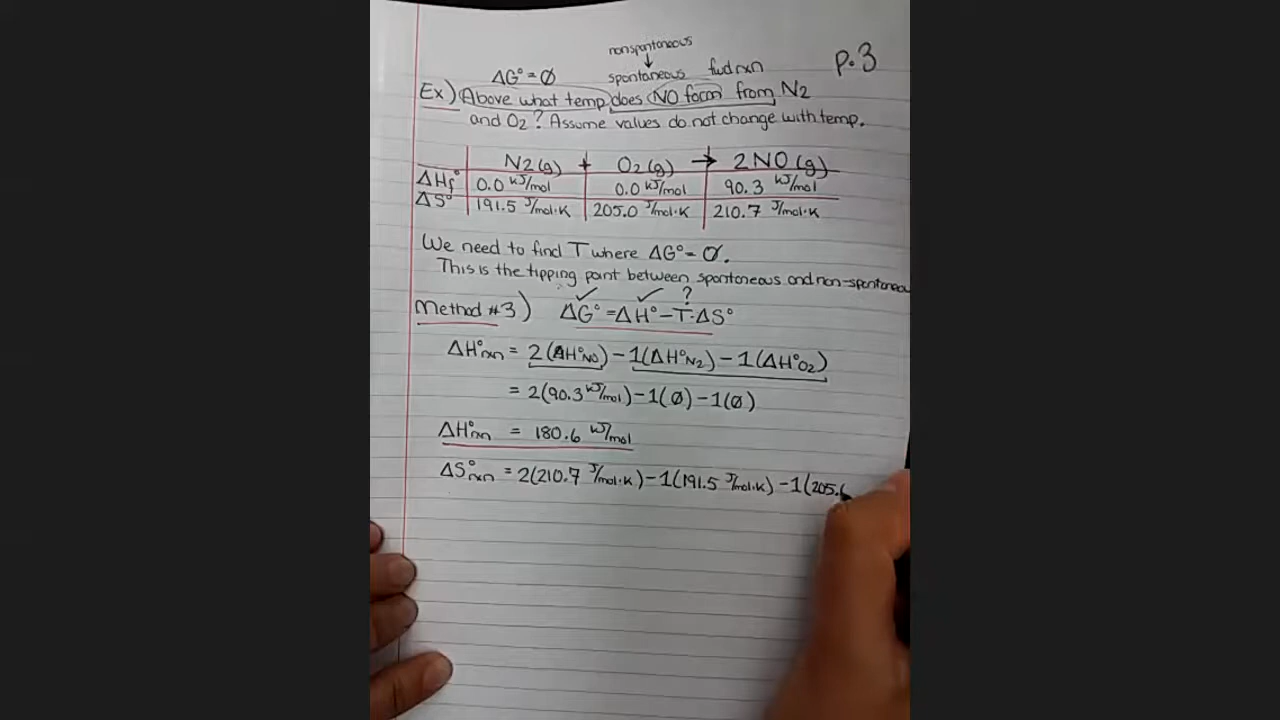 nonspontaneous
↓
ΔG°=∅ spontaneous fwd rxn p.3
Ex) Above what temp does NO form from N2
and O2? Assume values do not change with temp.
N2(g) + O2(g) → 2NO(g)
ΔHf° 0.0 kJ/mol 0.0 kJ/mol 90.3 kJ/mol
ΔS° 191.5 J/mol·K 205.0 J/mol·K 210.7 J/mol·K
We need to find T where ΔG°=∅.
This is the tipping point between spontaneous and non-spontaneou
✓ ✓ ?
Method #3) ΔG°=ΔH°-T·ΔS°
ΔH°rxn = 2(ΔH°NO)-1(ΔH°N2)-1(ΔH°O2)
= 2(90.3 kJ/mol)-1(∅)-1(∅)
ΔH°rxn = 180.6 kJ/mol
ΔS°rxn = 2(210.7 J/mol·K)-1(191.5 J/mol·K)-1(205.